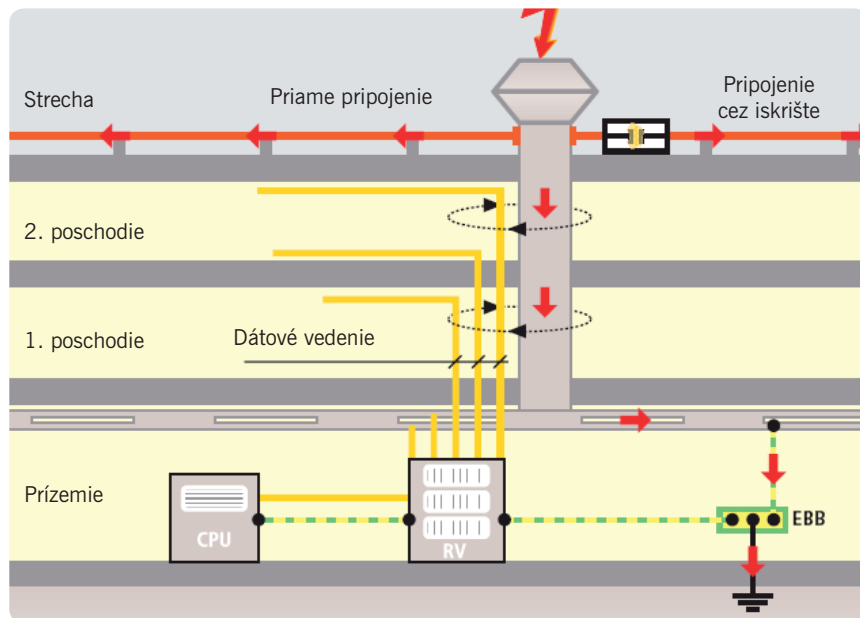 Strecha
Priame pripojenie
Pripojenie
cez iskrište
2. poschodie
1. poschodie
Dátové vedenie
Prízemie
CPU
RV
EBB